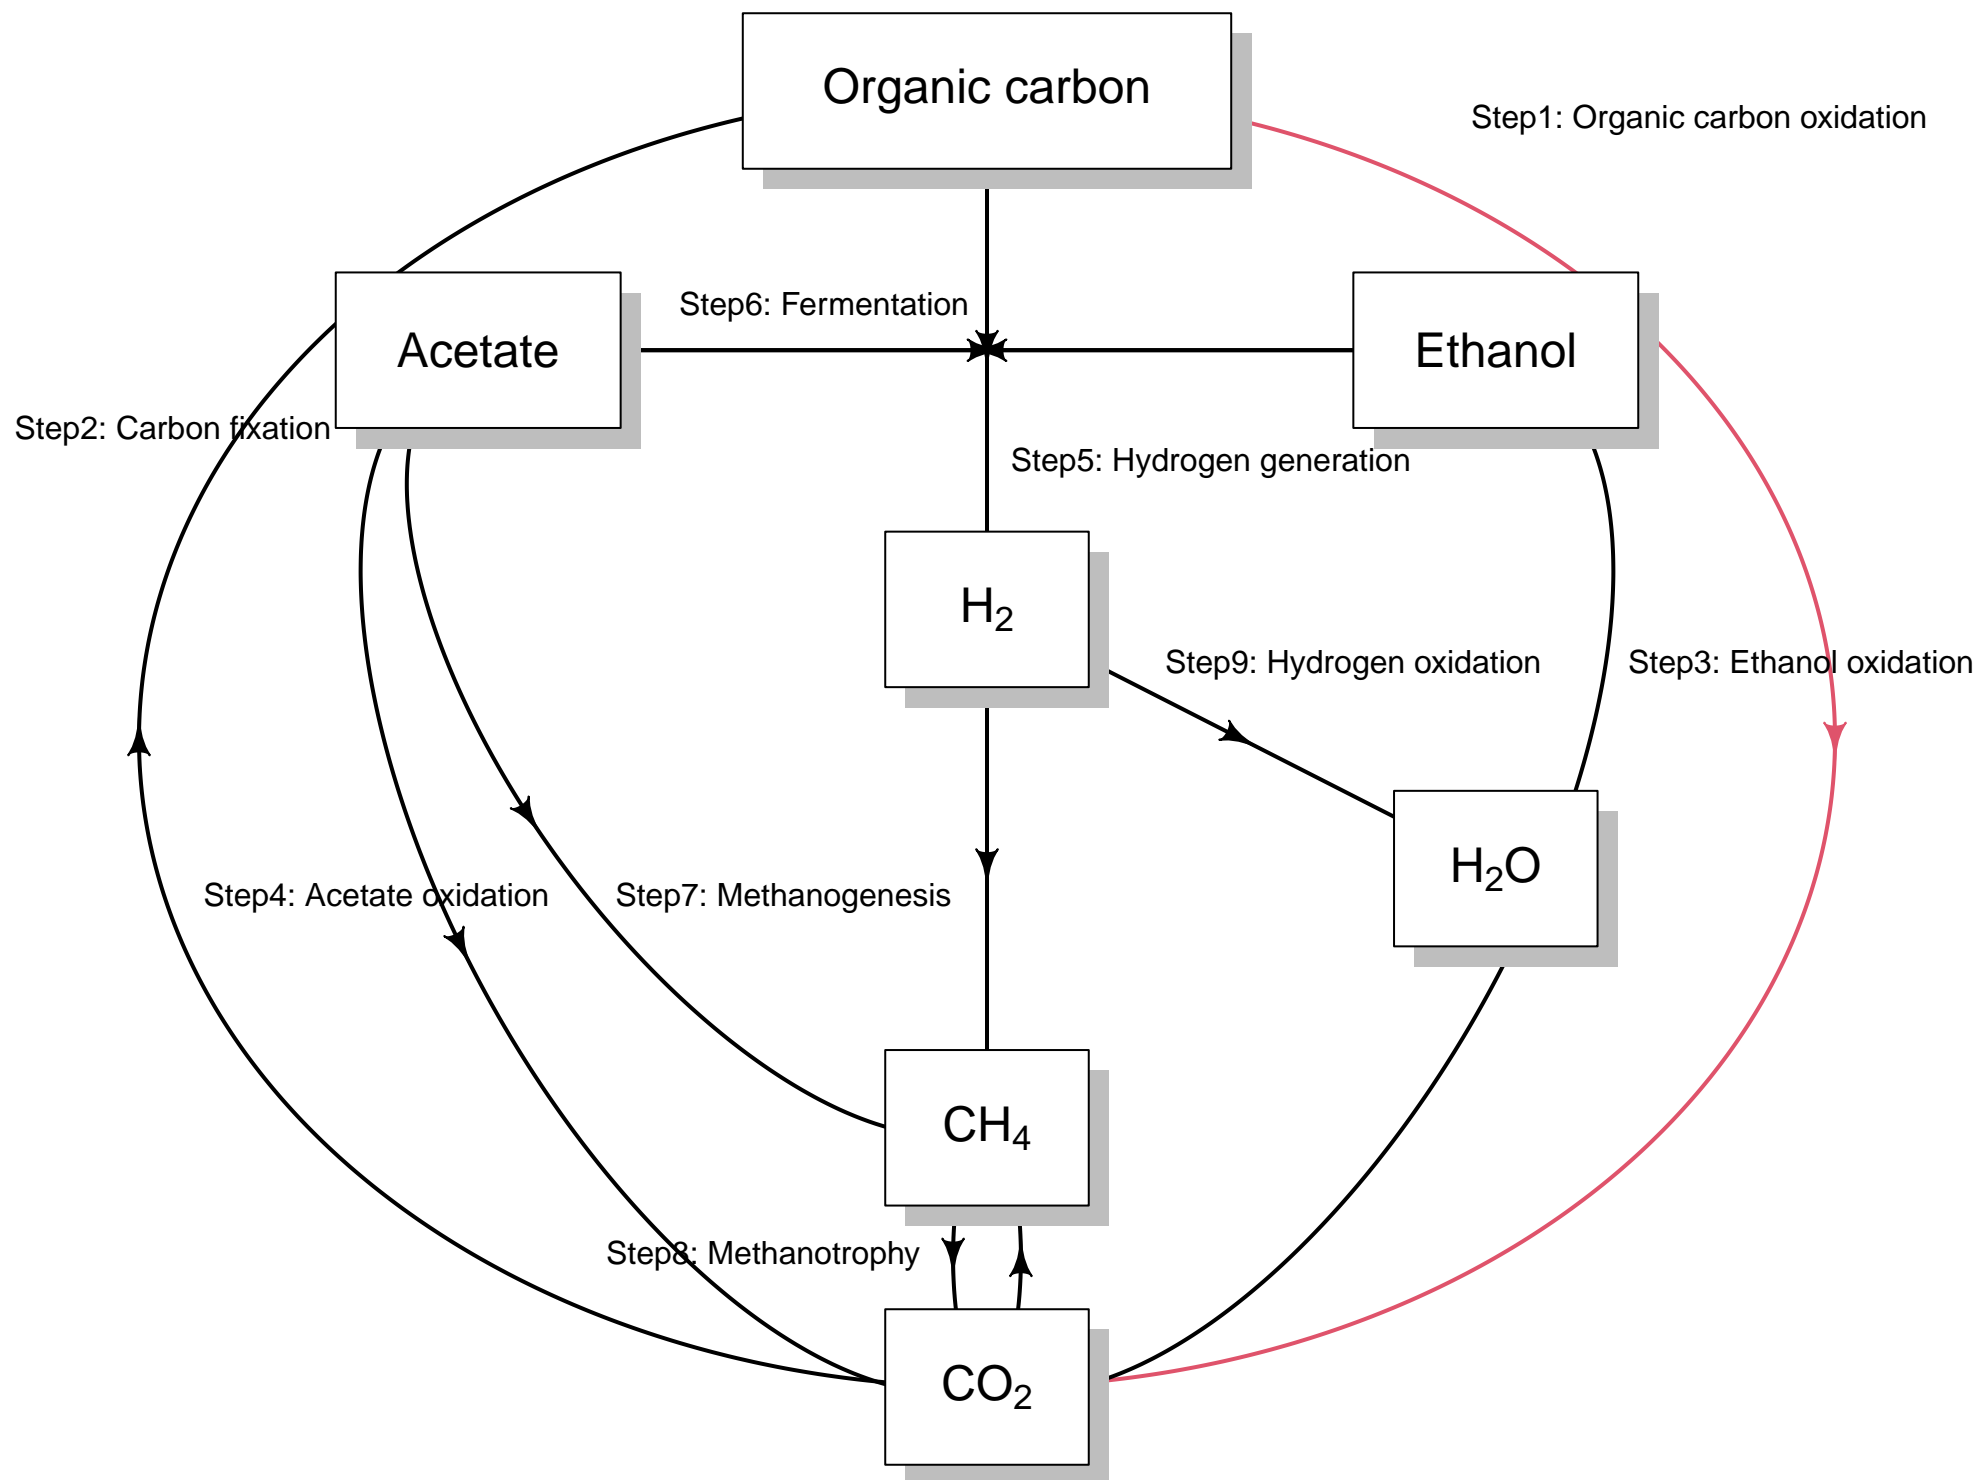 Organic carbon
Step1: Organic carbon oxidation
Step6: Fermentation
Acetate
Ethanol
Step2: Carbon fixation
Step5: Hydrogen generation
H₂
Step9: Hydrogen oxidation
Step3: Ethanol oxidation
H₂O
Step4: Acetate oxidation
Step7: Methanogenesis
CH₄
Step8: Methanotrophy
CO₂